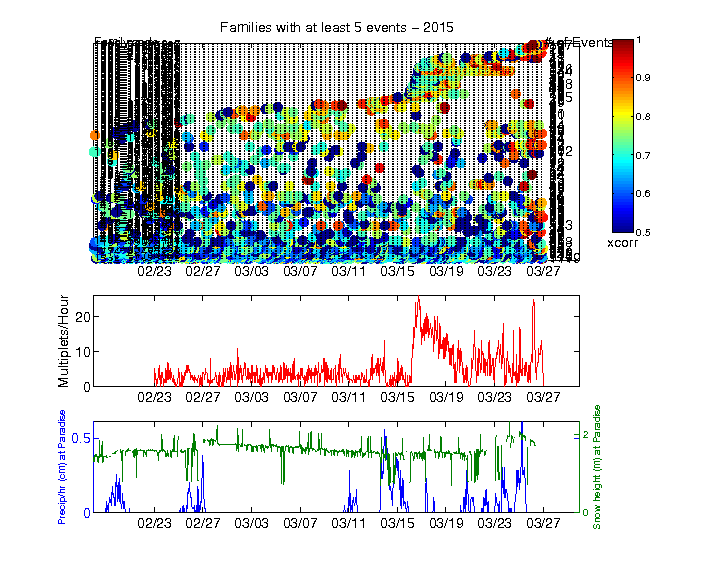 Families with at least 5 events − 2015
# of Events
1
0.9
0.8
0.7
0.6
0.5
xcorr
02/23 02/27 03/03 03/07 03/11 03/15 03/19 03/23 03/27
Multiplets/Hour
20
10
0
02/23 02/27 03/03 03/07 03/11 03/15 03/19 03/23 03/27
Precip/hr (cm) at Paradise
0.5
0
Snow height (m) at Paradise
2
0
02/23 02/27 03/03 03/07 03/11 03/15 03/19 03/23 03/27